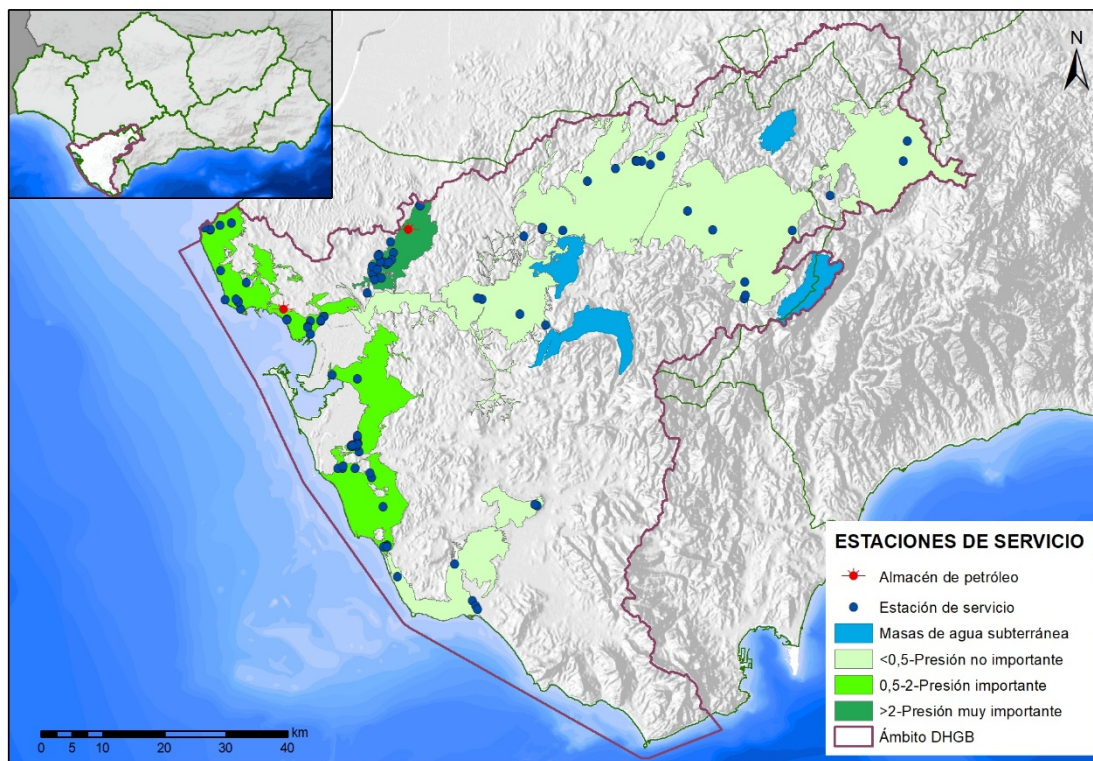 N
ESTACIONES DE SERVICIO
Almacén de petróleo
Estación de servicio
Masas de agua subterránea
<0,5-Presión no importante
0,5-2-Presión importante
>2-Presión muy importante
Ámbito DHGB
km
0 5 10 20 30 40